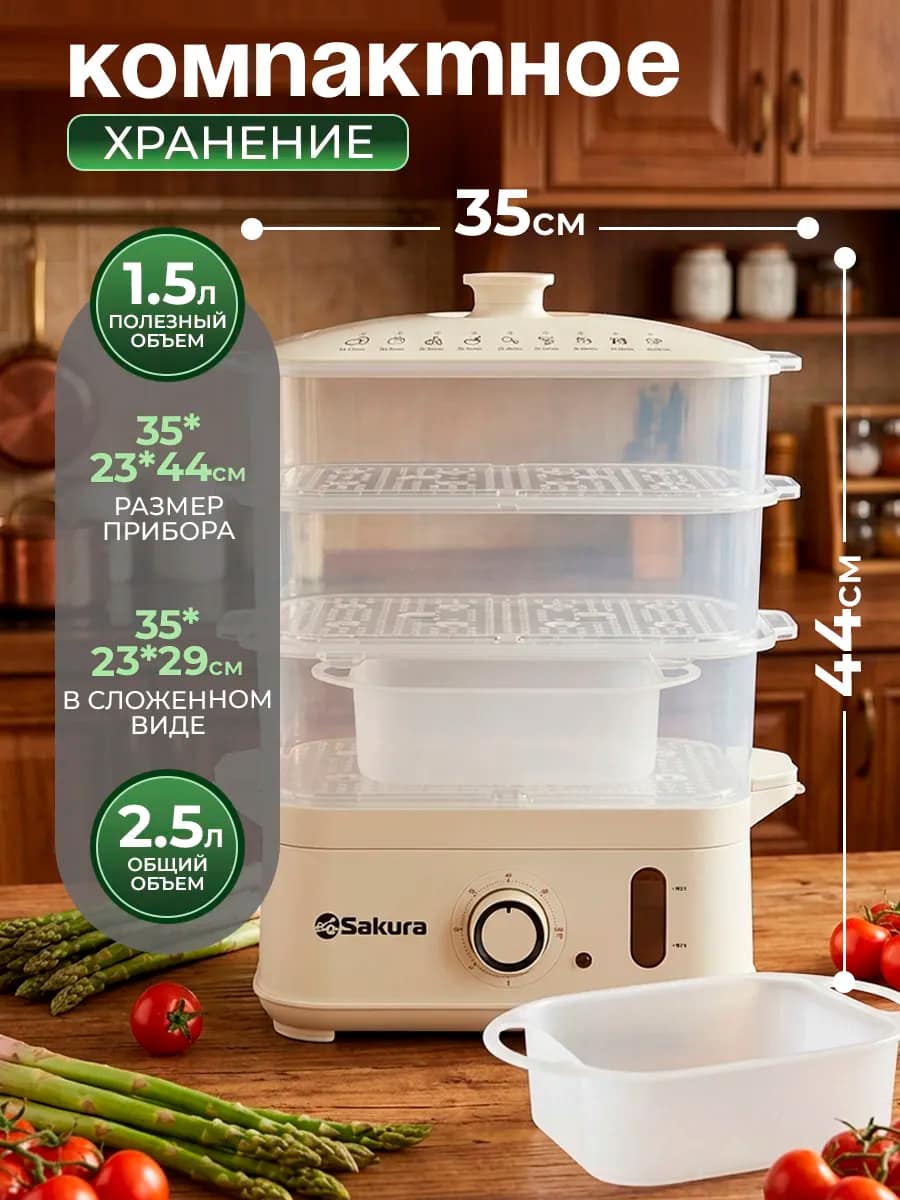 компактное
ХРАНЕНИЕ
35см
1.5л
ПОЛЕЗНЫЙ
ОБЪЕМ
35*
23*44см
РАЗМЕР
ПРИБОРА
35*
23*29см
В СЛОЖЕННОМ
ВИДЕ
2.5л
ОБЩИЙ
ОБЪЕМ
44см
Sakura